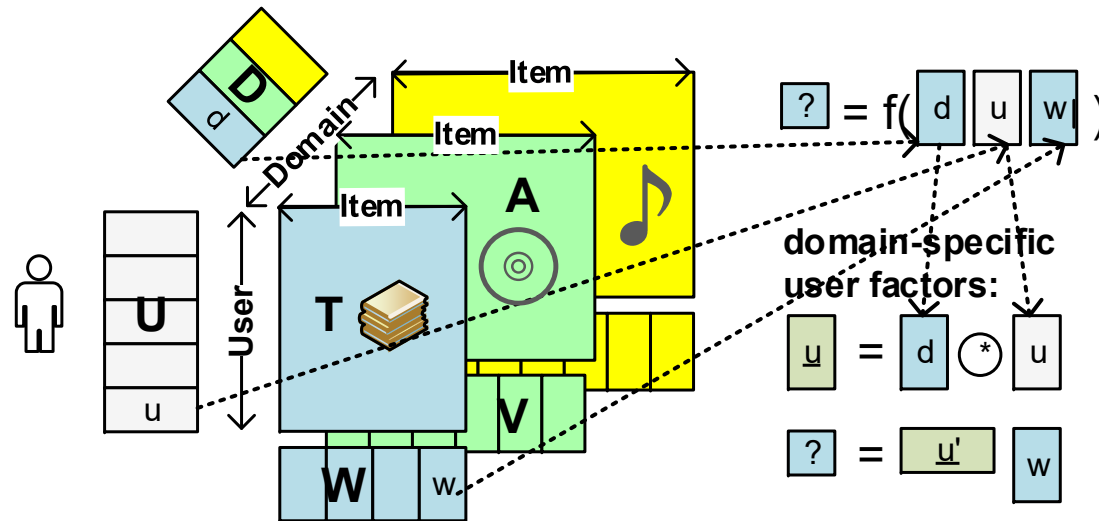 D
d
Domain
Item
Item
Item
? = f( d u w| )
A
T
User
U
u
V
W
w
domain-specific
user factors:
u = d * u
? = u' w